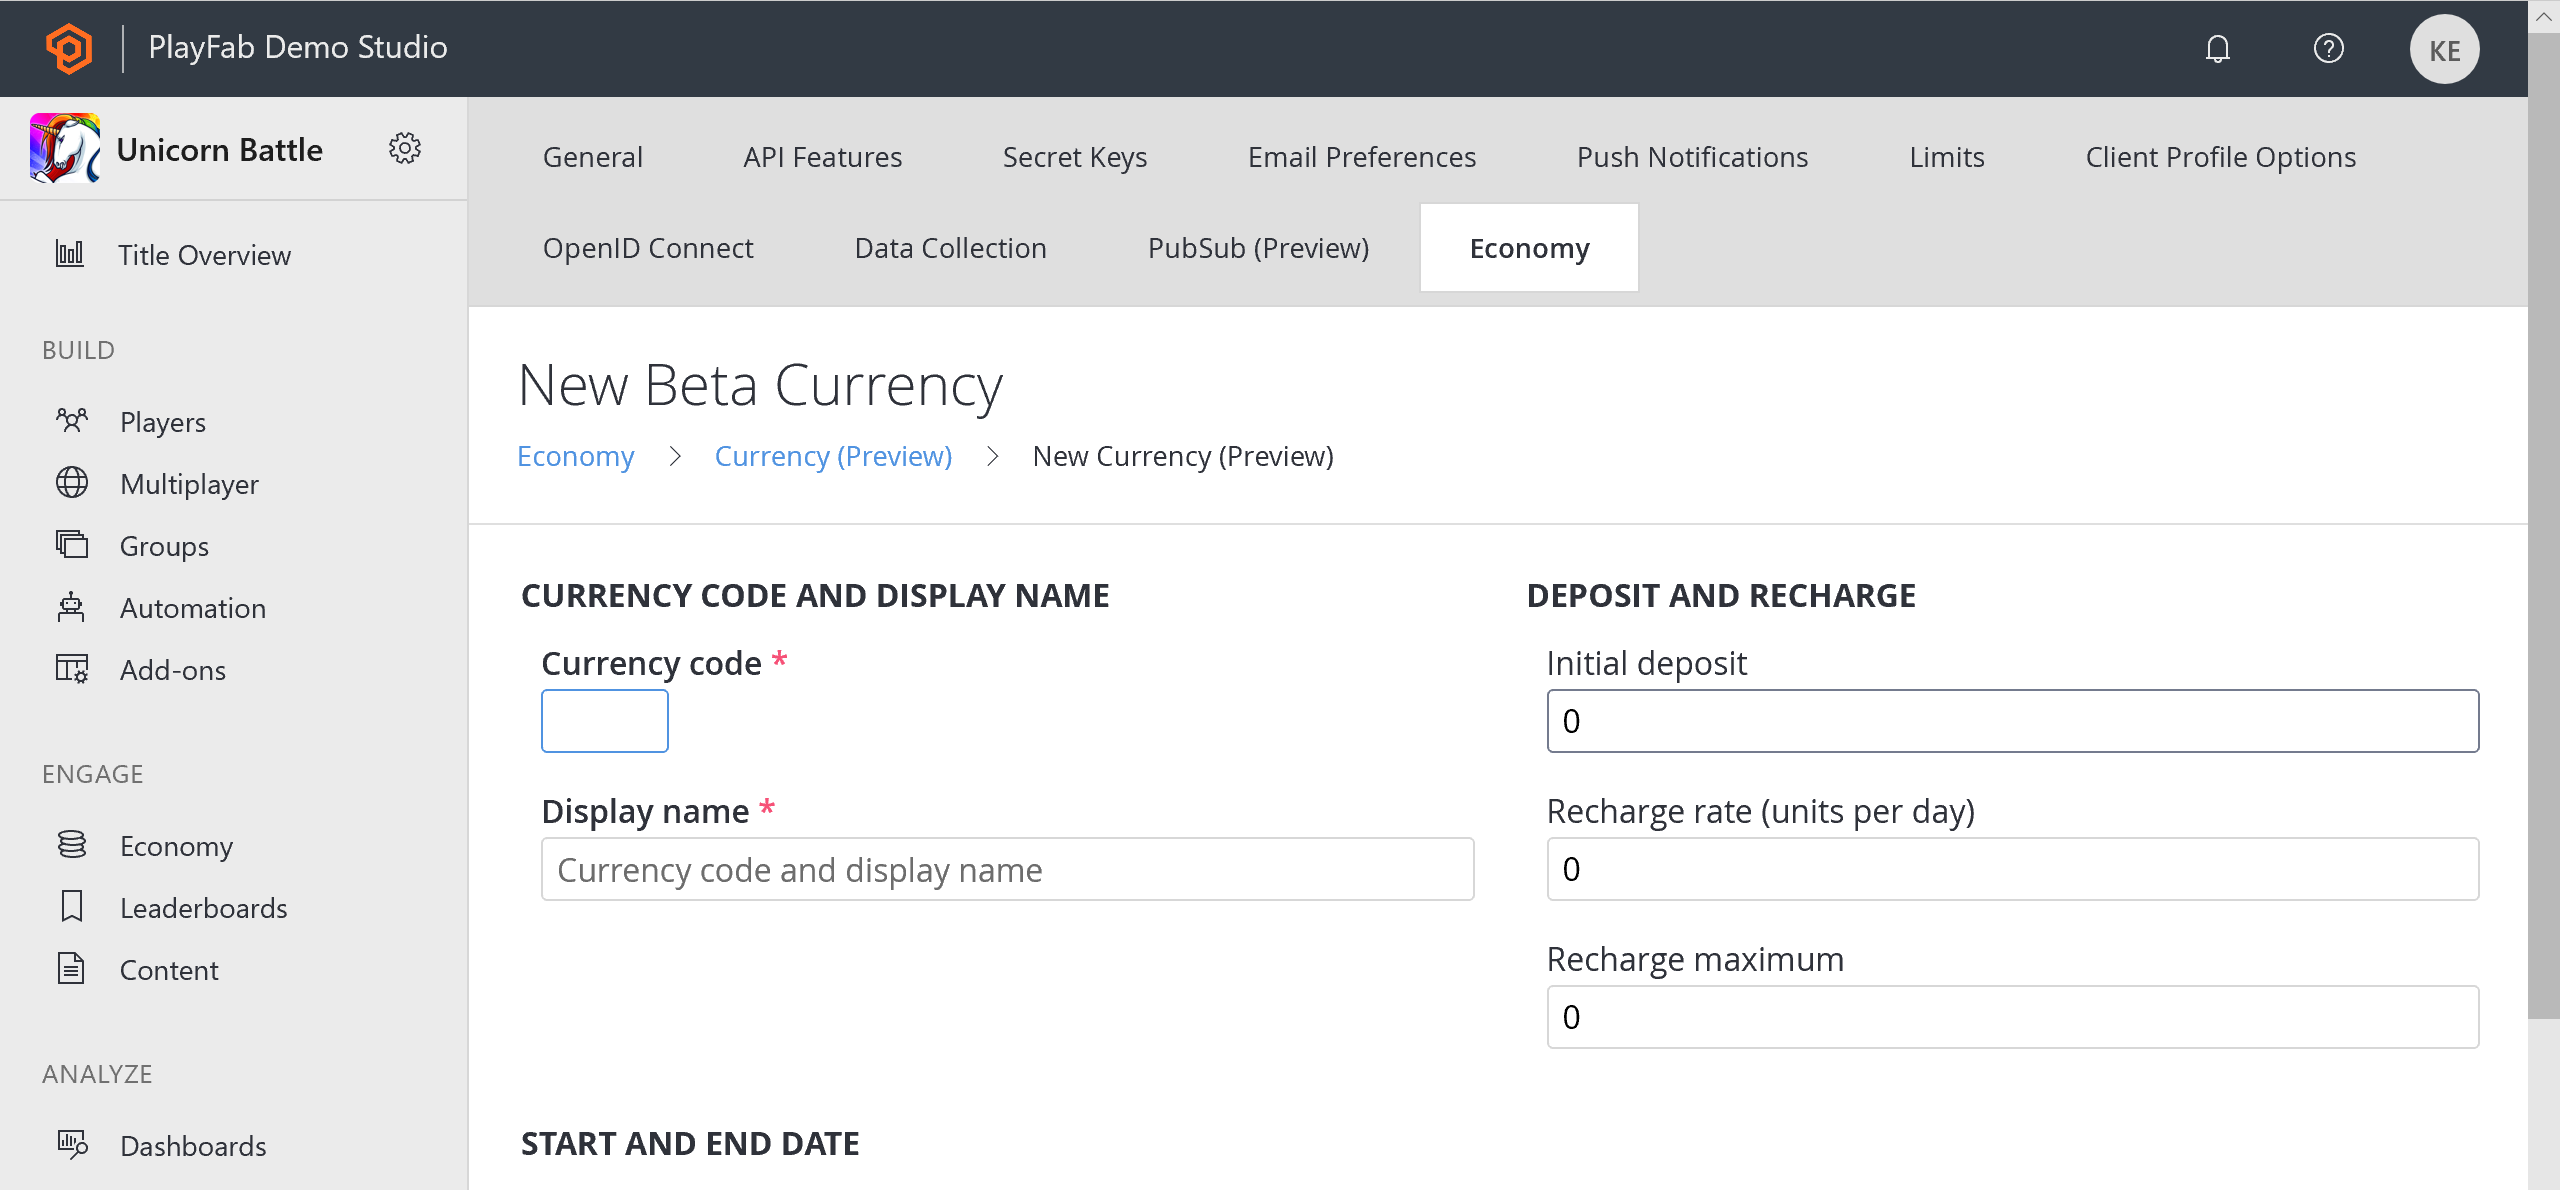 PlayFab Demo Studio
KE
Unicorn Battle
Title Overview
BUILD
Players
Multiplayer
Groups
Automation
Add-ons
ENGAGE
Economy
Leaderboards
Content
ANALYZE
Dashboards
General API Features Secret Keys Email Preferences Push Notifications Limits Client Profile Options
OpenID Connect Data Collection PubSub (Preview) Economy
New Beta Currency
Economy > Currency (Preview) > New Currency (Preview)
CURRENCY CODE AND DISPLAY NAME
Currency code *
Display name *
Currency code and display name
DEPOSIT AND RECHARGE
Initial deposit
0
Recharge rate (units per day)
0
Recharge maximum
0
START AND END DATE